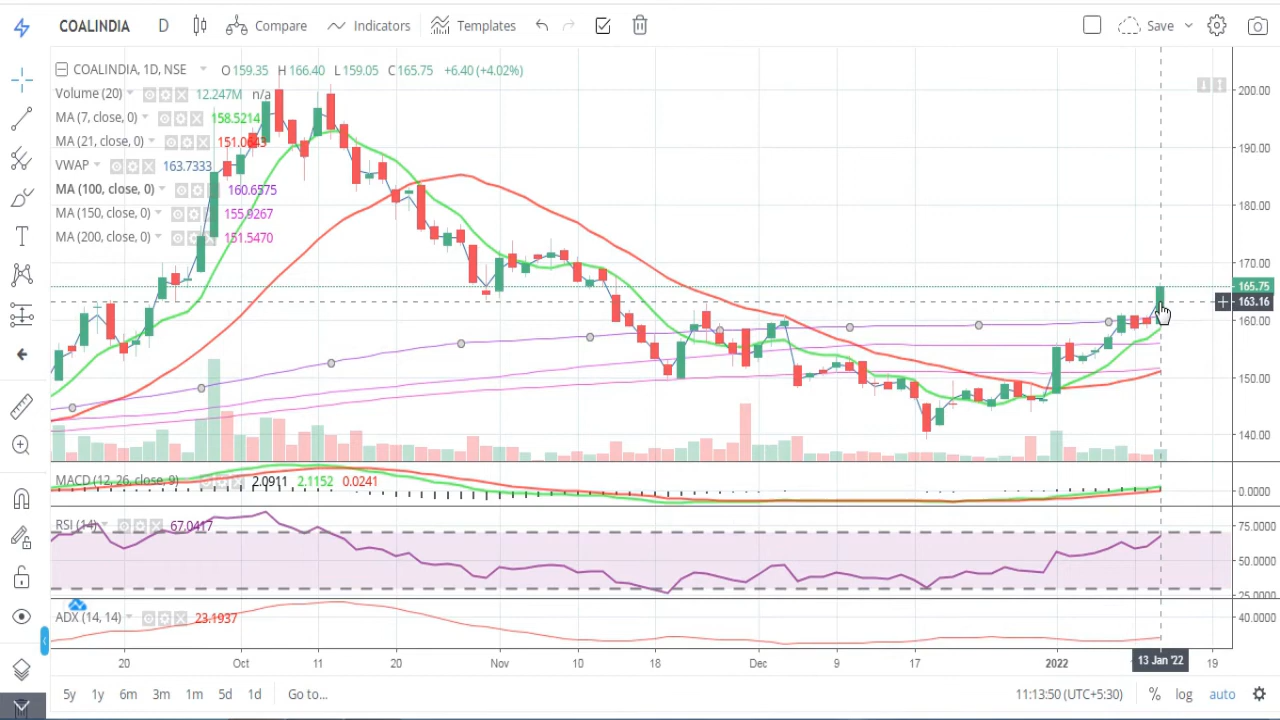 COALINDIA D Compare Indicators Templates Save
COALINDIA, 1D, NSE O159.35 H166.40 L159.05 C165.75 +6.40 (+4.02%)
Volume (20) 12.247M n/a
MA (7, close, 0) 158.5214
MA (21, close, 0) 151.0643
VWAP 163.7333
MA (100, close, 0) 160.6575
MA (150, close, 0) 155.9267
MA (200, close, 0) 151.5470
200.00
190.00
180.00
170.00
165.75
163.16
160.00
150.00
140.00
MACD (12, 26, close, 9) 2.0911 2.1152 0.0241
0.0000
RSI (14) 67.0417
75.0000
50.0000
25.0000
ADX (14, 14) 23.1937
40.0000
20 Oct 11 20 Nov 10 18 Dec 9 17 2022 13 Jan '22 19
5y 1y 6m 3m 1m 5d 1d Go to... 11:13:50 (UTC+5:30) % log auto